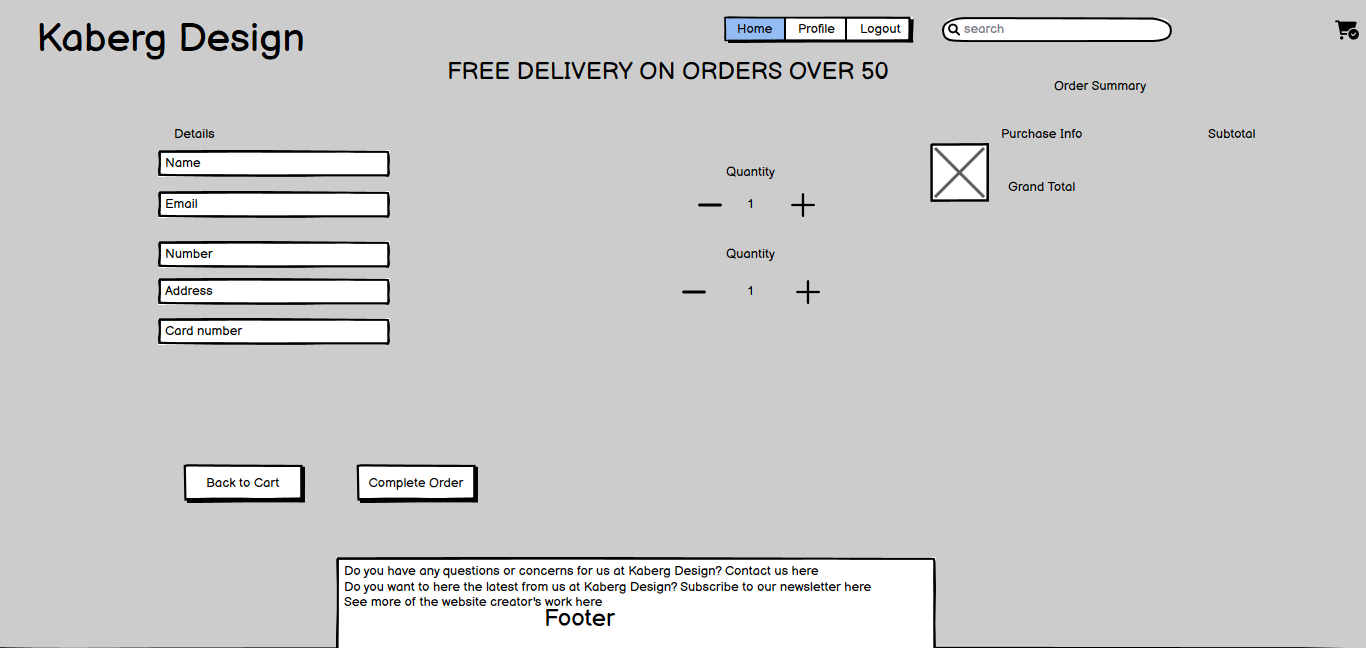 Kaberg Design
Home Profile Logout
search
FREE DELIVERY ON ORDERS OVER 50
Order Summary
Details
Purchase Info
Subtotal
Name
Quantity
Grand Total
Email
1
Number
Quantity
Address
1
Card number
Back to Cart
Complete Order
Do you have any questions or concerns for us at Kaberg Design? Contact us here
Do you want to here the latest from us at Kaberg Design? Subscribe to our newsletter here
See more of the website creator's work here
Footer